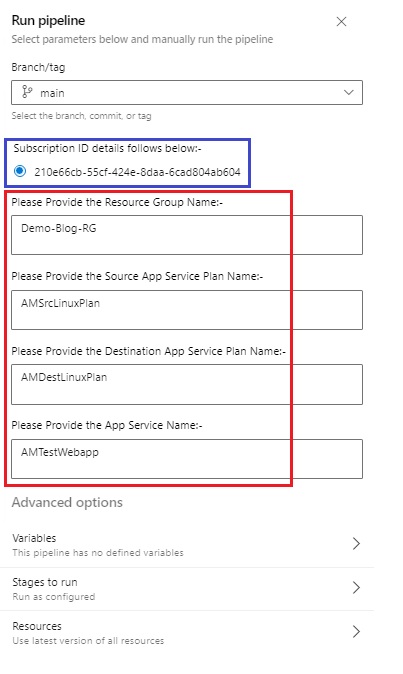 Run pipeline
Select parameters below and manually run the pipeline
Branch/tag
main
Select the branch, commit, or tag
Subscription ID details follows below:-
210e66cb-55cf-424e-8daa-6cad804ab604
Please Provide the Resource Group Name:-
Demo-Blog-RG
Please Provide the Source App Service Plan Name:-
AMSrcLinuxPlan
Please Provide the Destination App Service Plan Name:-
AMDestLinuxPlan
Please Provide the App Service Name:-
AMTestWebapp
Advanced options
Variables
This pipeline has no defined variables
Stages to run
Run as configured
Resources
Use latest version of all resources